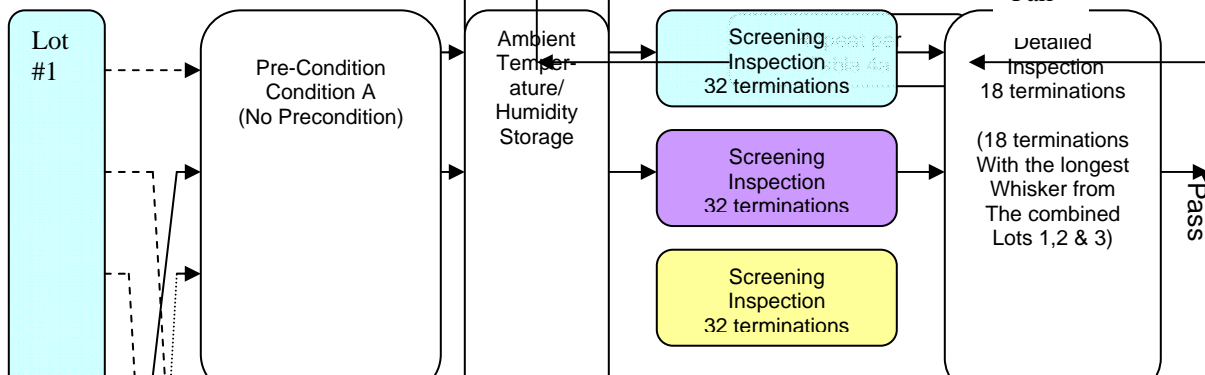 Lot
#1
Pre-Condition
Condition A
(No Precondition)
Ambient
Temper-
ature/
Humidity
Storage
Screening
Inspection
32 terminations
Screening
Inspection
32 terminations
Screening
Inspection
32 terminations
Detailed
Inspection
18 terminations
(18 terminations
With the longest
Whisker from
The combined
Lots 1,2 & 3)
Pass